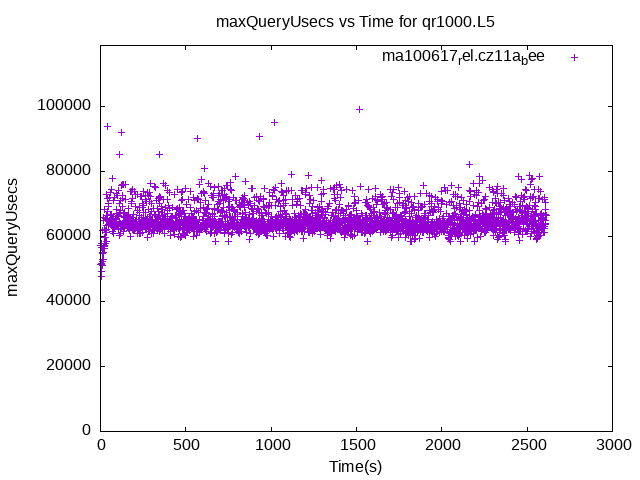 maxQueryUsecs vs Time for qr1000.L5
ma100617rel.cz11abee
100000
80000
60000
40000
20000
0
maxQueryUsecs
0 500 1000 1500 2000 2500 3000
Time(s)